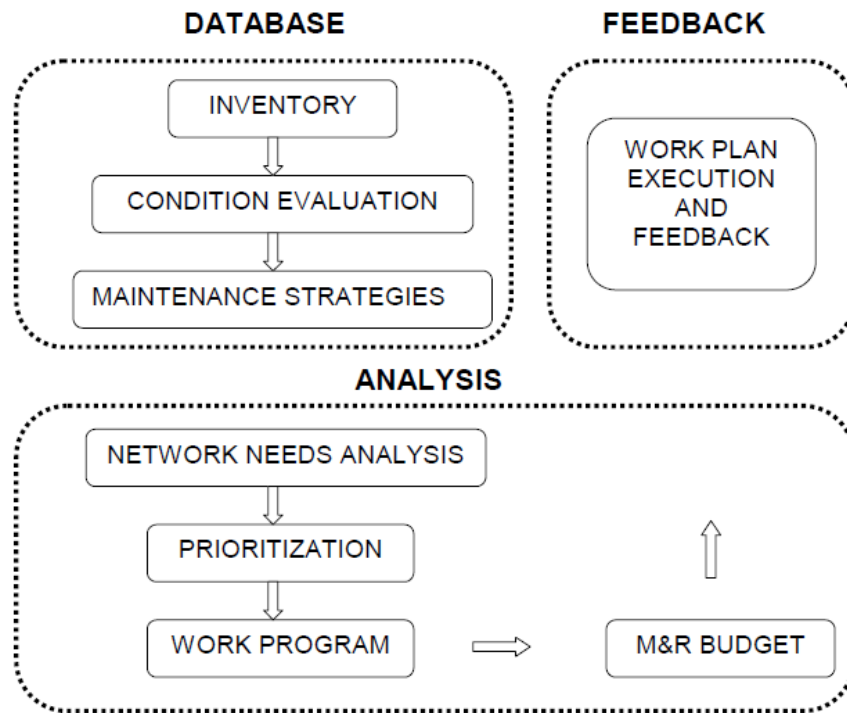 DATABASE
INVENTORY
CONDITION EVALUATION
MAINTENANCE STRATEGIES
FEEDBACK
WORK PLAN
EXECUTION
AND
FEEDBACK
ANALYSIS
NETWORK NEEDS ANALYSIS
PRIORITIZATION
WORK PROGRAM
M&R BUDGET